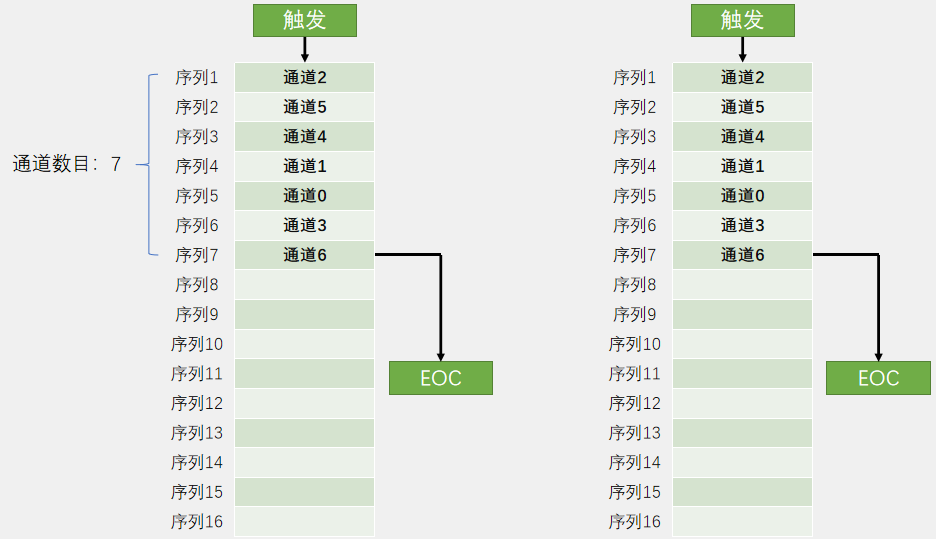 触发
序列1 通道2
序列2 通道5
序列3 通道4
序列4 通道1
通道数目：7
序列5 通道0
序列6 通道3
序列7 通道6
序列8
序列9
序列10
序列11
序列12
序列13
序列14
序列15
序列16
EOC
触发
序列1 通道2
序列2 通道5
序列3 通道4
序列4 通道1
序列5 通道0
序列6 通道3
序列7 通道6
序列8
序列9
序列10
序列11
序列12
序列13
序列14
序列15
序列16
EOC